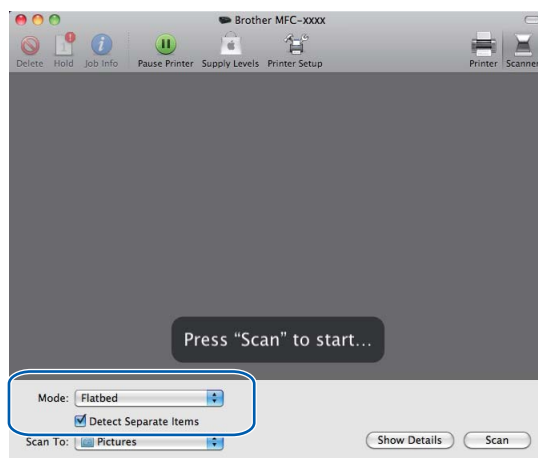 Brother MFC-xxxx
Delete Hold Job Info Pause Printer Supply Levels Printer Setup Printer Scanner
Press “Scan” to start...
Mode: Flatbed
Detect Separate Items
Scan To: Pictures Show Details Scan